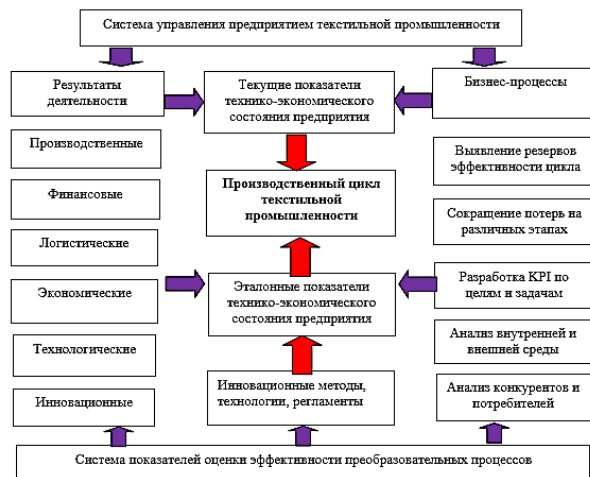 Система управления предприятием текстильной промышленности
Результаты
деятельности
Текущие показатели
технико-экономического
состояния предприятия
Бизнес-процессы
Производственные
Финансовые
Логистические
Экономические
Технологические
Инновационные
Производственный цикл
текстильной
промышленности
Эталонные показатели
технико-экономического
состояния предприятия
Инновационные методы,
технологии, регламенты
Выявление резервов
эффективности цикла
Сокращение потерь на
различных этапах
Разработка KPI по
целям и задачам
Анализ внутренней и
внешней среды
Анализ конкурентов и
потребителей
Система показателей оценки эффективности преобразовательных процессов